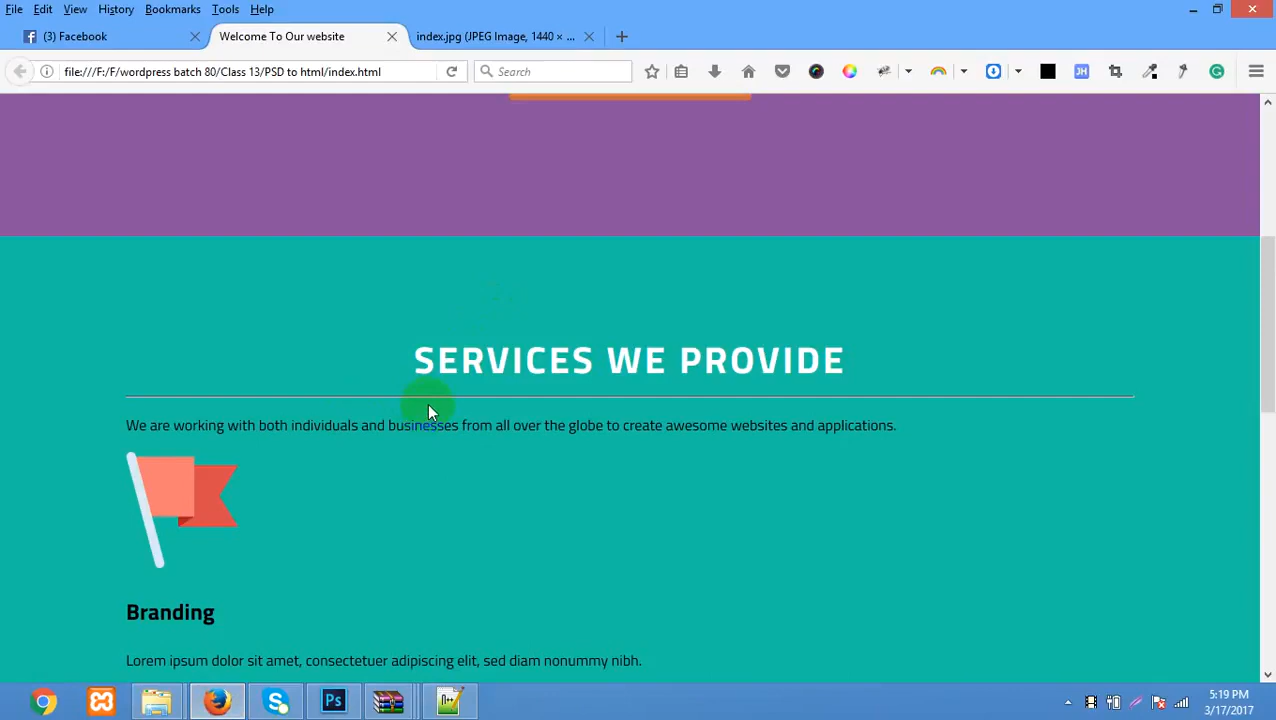 File Edit View History Bookmarks Tools Help
(3) Facebook
Welcome To Our website
index.jpg (JPEG Image, 1440 × ...
file:///F:/F/wordpress batch 80/Class 13/PSD to html/index.html
Search
JH
SERVICES WE PROVIDE
We are working with both individuals and businesses from all over the globe to create awesome websites and applications.
Branding
Lorem ipsum dolor sit amet, consectetuer adipiscing elit, sed diam nonummy nibh.
Ps
5:19 PM
3/17/2017